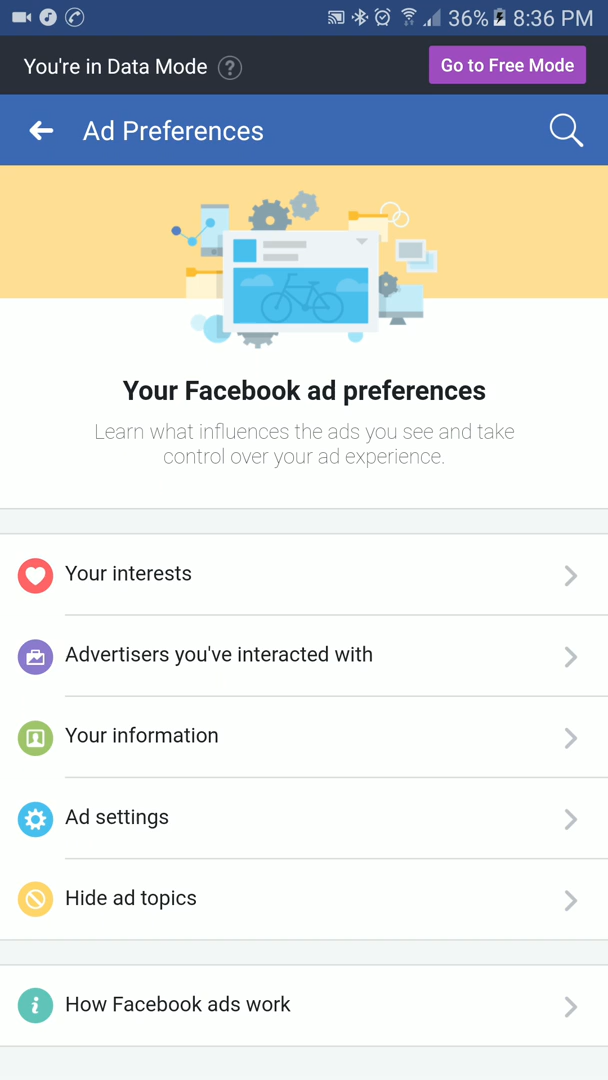 36% 8:36 PM
You're in Data Mode ? Go to Free Mode
Ad Preferences
Your Facebook ad preferences
Learn what influences the ads you see and take
control over your ad experience.
Your interests
Advertisers you've interacted with
Your information
Ad settings
Hide ad topics
How Facebook ads work